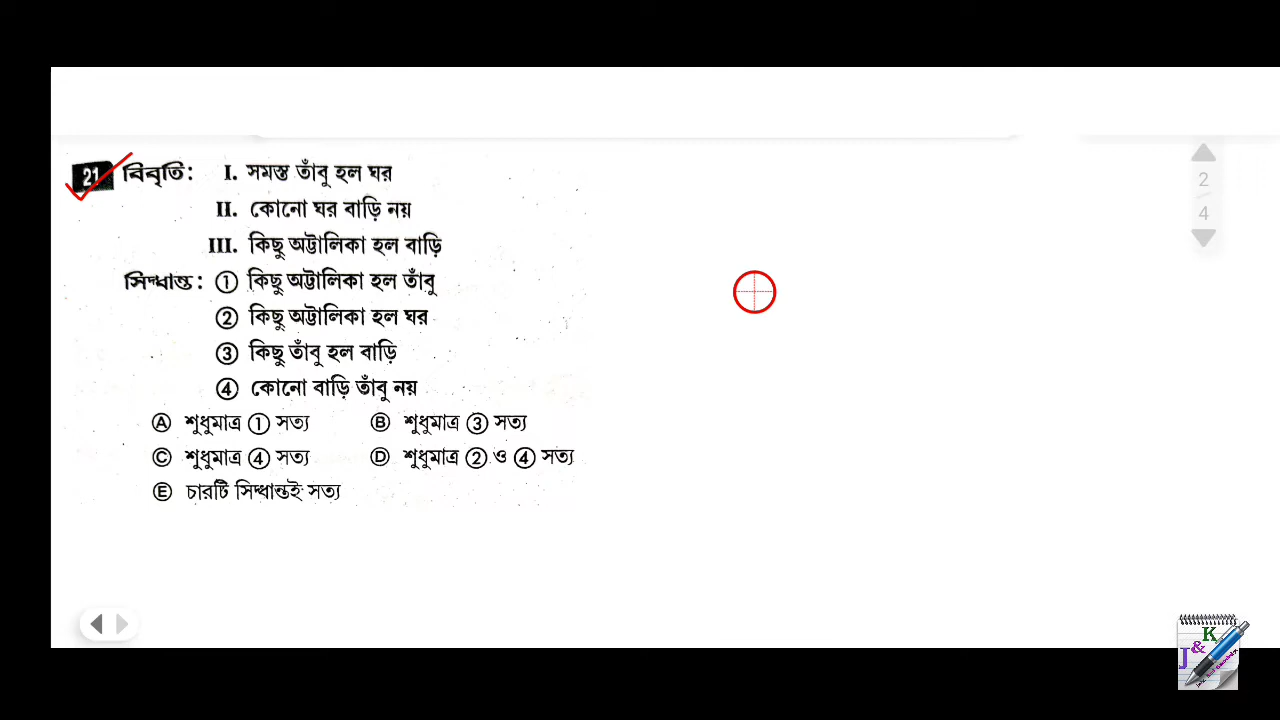 21 বিবৃতি : I. সমস্ত তাঁবু হল ঘর
II. কোনো ঘর বাড়ি নয়
III. কিছু অট্টালিকা হল বাড়ি
সিদ্ধান্ত : ① কিছু অট্টালিকা হল তাঁবু
② কিছু অট্টালিকা হল ঘর
③ কিছু তাঁবু হল বাড়ি
④ কোনো বাড়ি তাঁবু নয়
Ⓐ শুধুমাত্র ① সত্য Ⓑ শুধুমাত্র ③ সত্য
Ⓒ শুধুমাত্র ④ সত্য Ⓓ শুধুমাত্র ② ও ④ সত্য
Ⓔ চারটি সিদ্ধান্তই সত্য
2
4
J & K